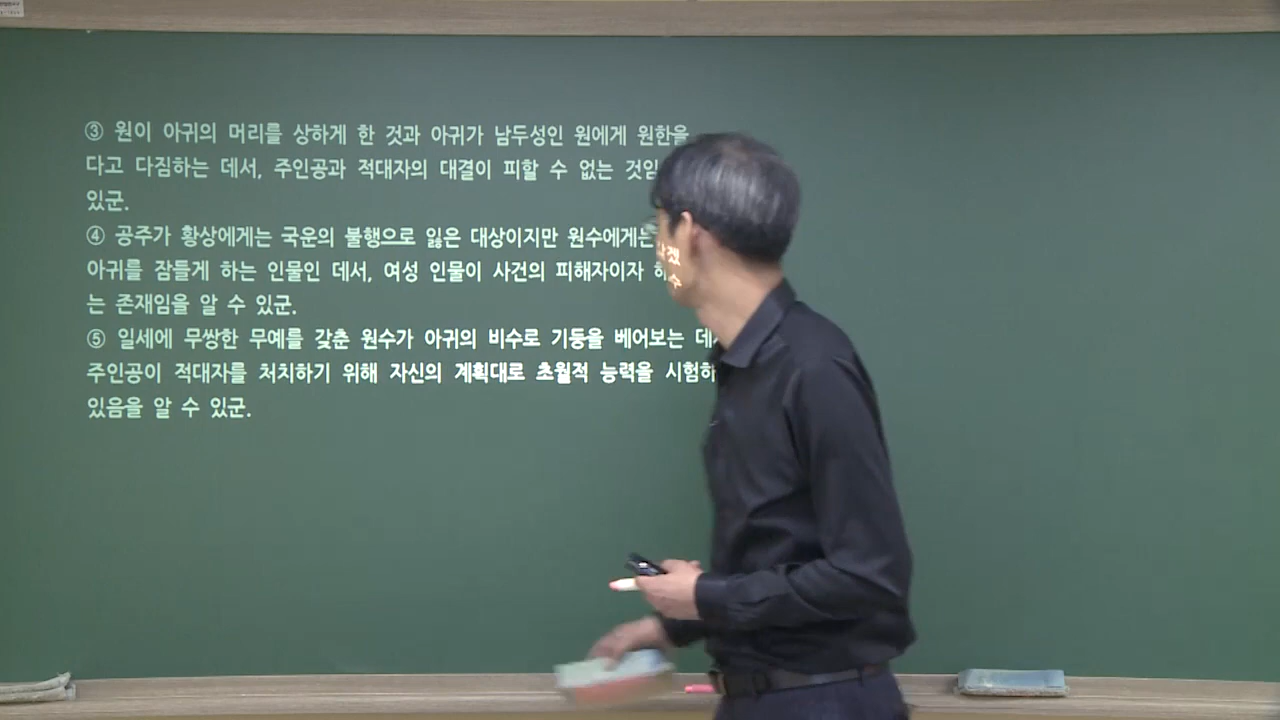 ③ 원이 아귀의 머리를 상하게 한 것과 아귀가 남두성인 원에게 원한을
다고 다짐하는 데서, 주인공과 적대자의 대결이 피할 수 없는 것임
있군.
④ 공주가 황상에게는 국운의 불행으로 잃은 대상이지만 원수에게는
아귀를 잠들게 하는 인물인 데서, 여성 인물이 사건의 피해자이자
는 존재임을 알 수 있군.
⑤ 일세에 무쌍한 무예를 갖춘 원수가 아귀의 비수로 기둥을 베어보는
주인공이 적대자를 처치하기 위해 자신의 계획대로 초월적 능력을 시험하
있음을 알 수 있군.